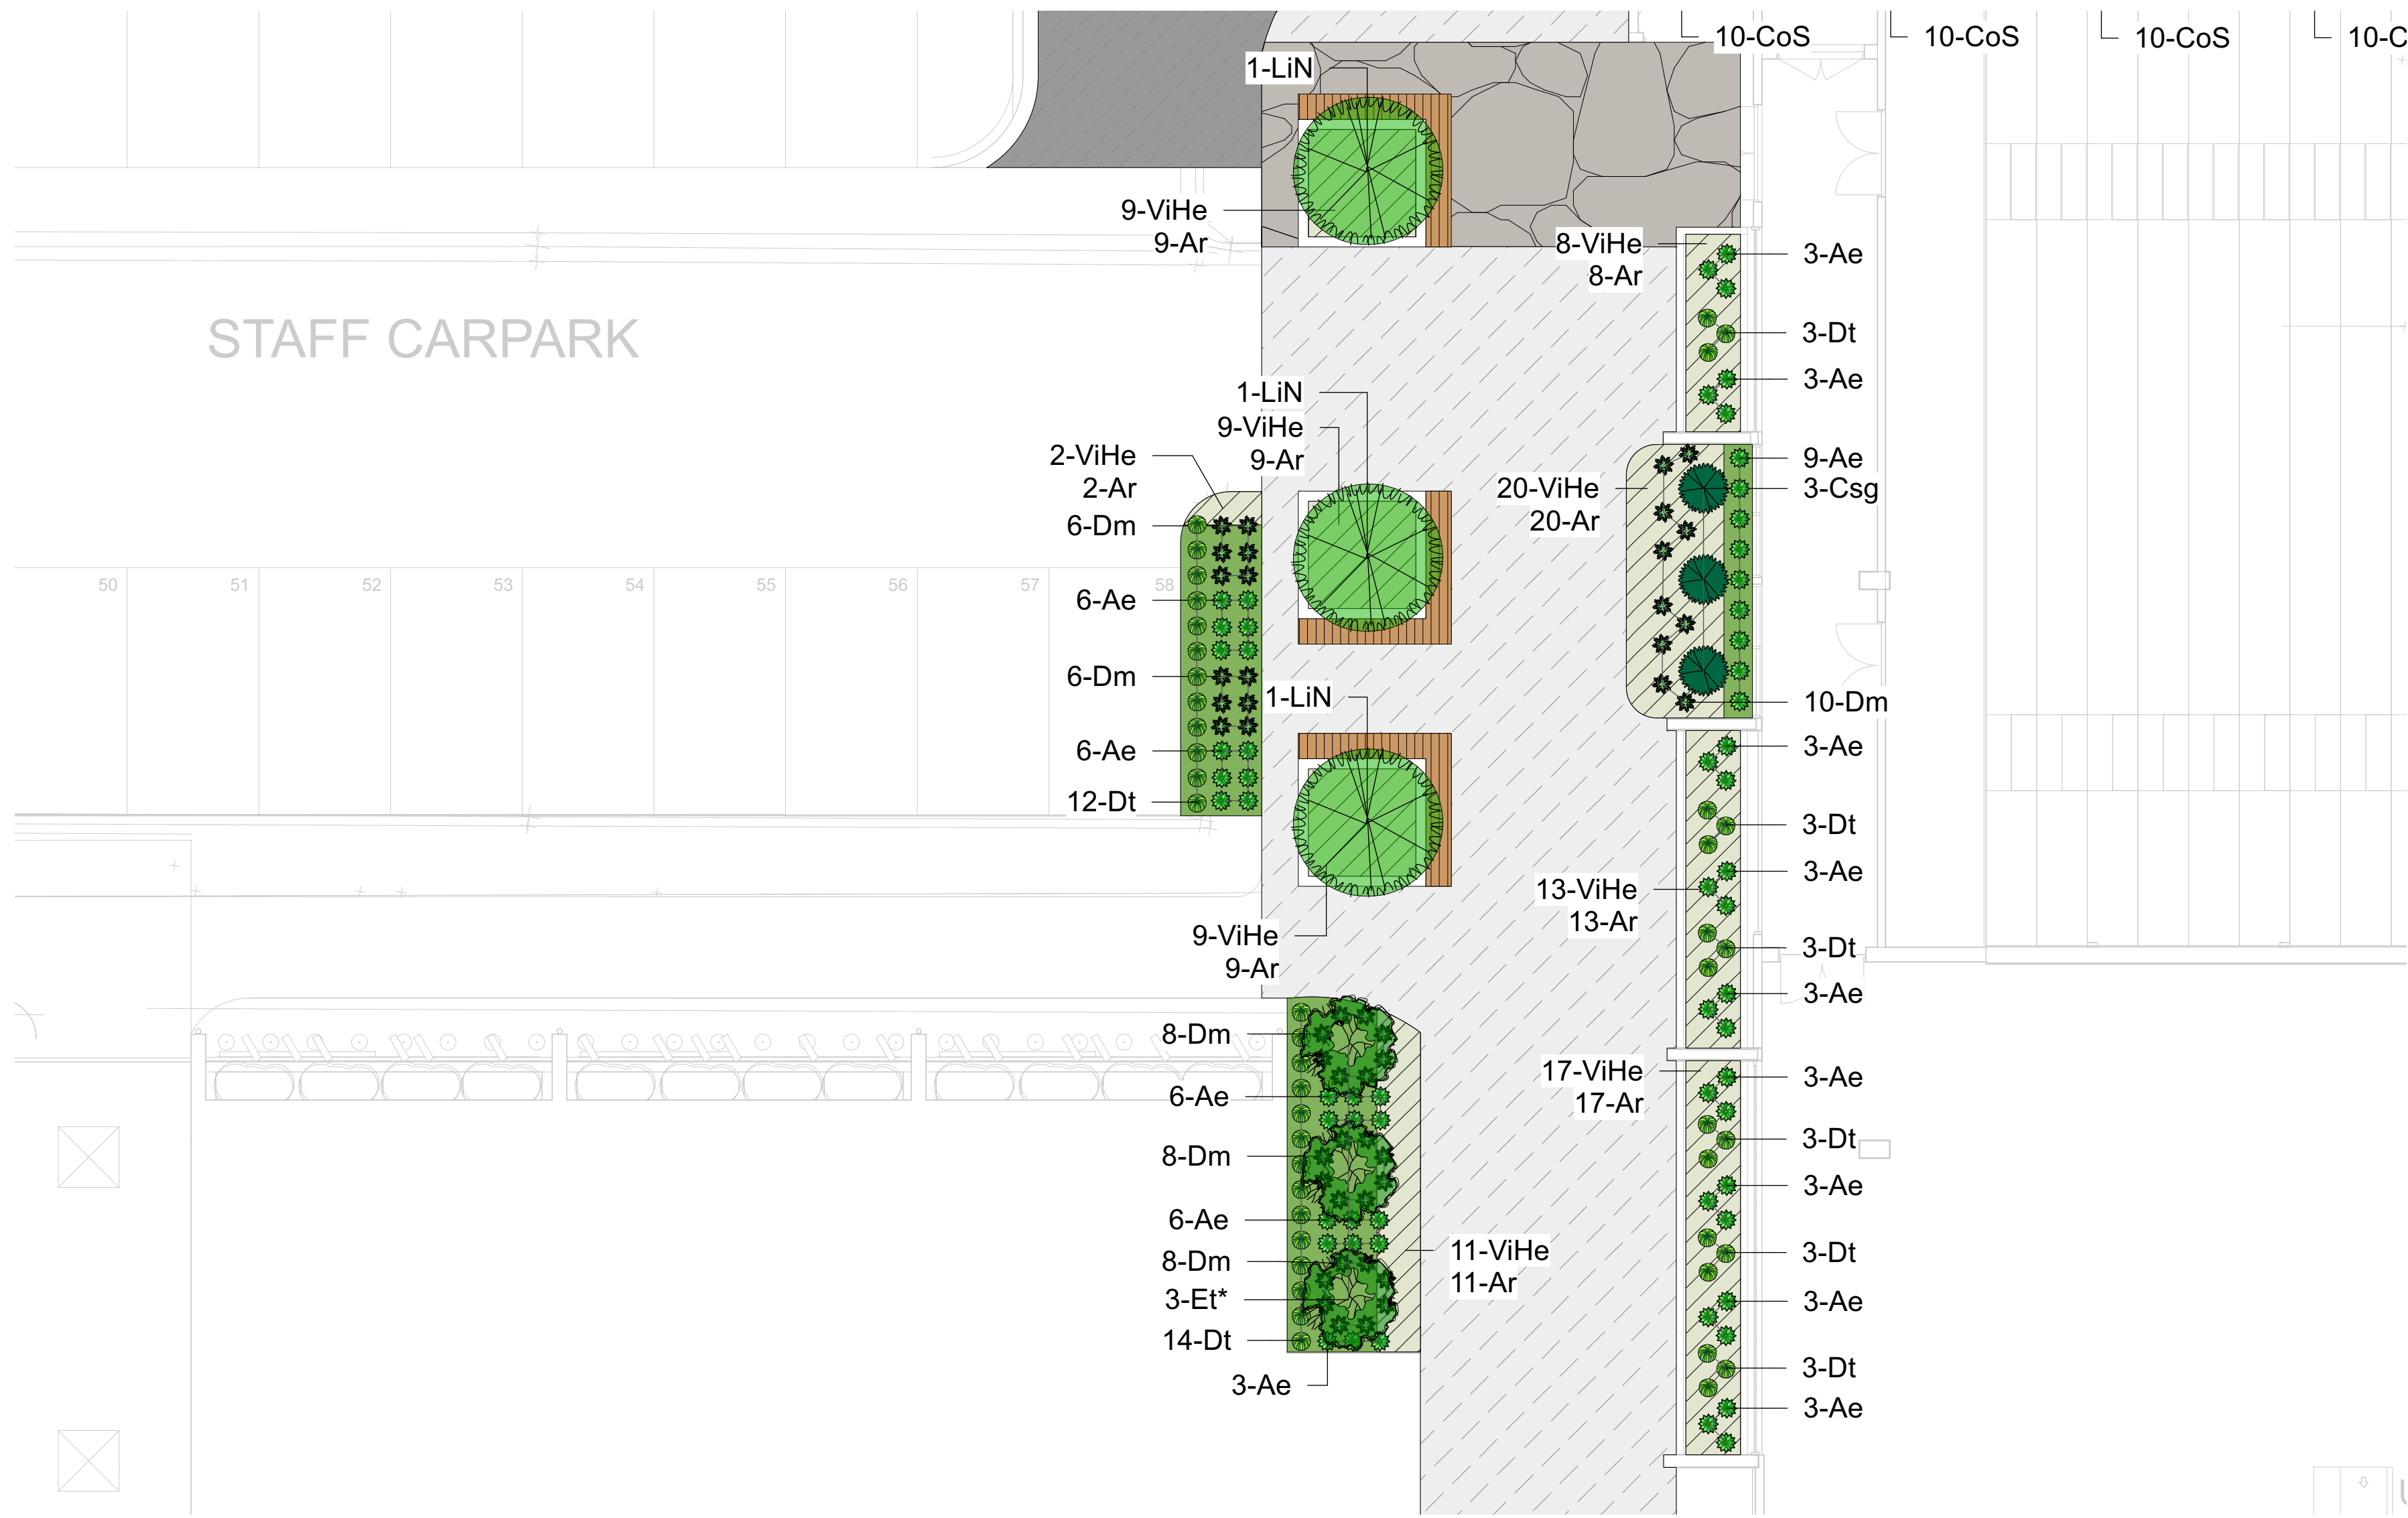 10-CoS
10-CoS
10-CoS
10-C
1-LiN
9-ViHe
9-Ar
8-ViHe
8-Ar
3-Ae
3-Dt
3-Ae
STAFF CARPARK
1-LiN
9-ViHe
9-Ar
2-ViHe
2-Ar
6-Dm
20-ViHe
20-Ar
9-Ae
3-Csg
50
51
52
53
54
55
56
57
58
6-Ae
6-Dm
1-LiN
10-Dm
6-Ae
3-Ae
12-Dt
3-Dt
3-Ae
13-ViHe
13-Ar
9-ViHe
9-Ar
3-Dt
3-Ae
8-Dm
17-ViHe
17-Ar
3-Ae
6-Ae
3-Dt
8-Dm
3-Ae
6-Ae
8-Dm
11-ViHe
11-Ar
3-Dt
3-Et*
3-Ae
14-Dt
3-Dt
3-Ae
3-Ae